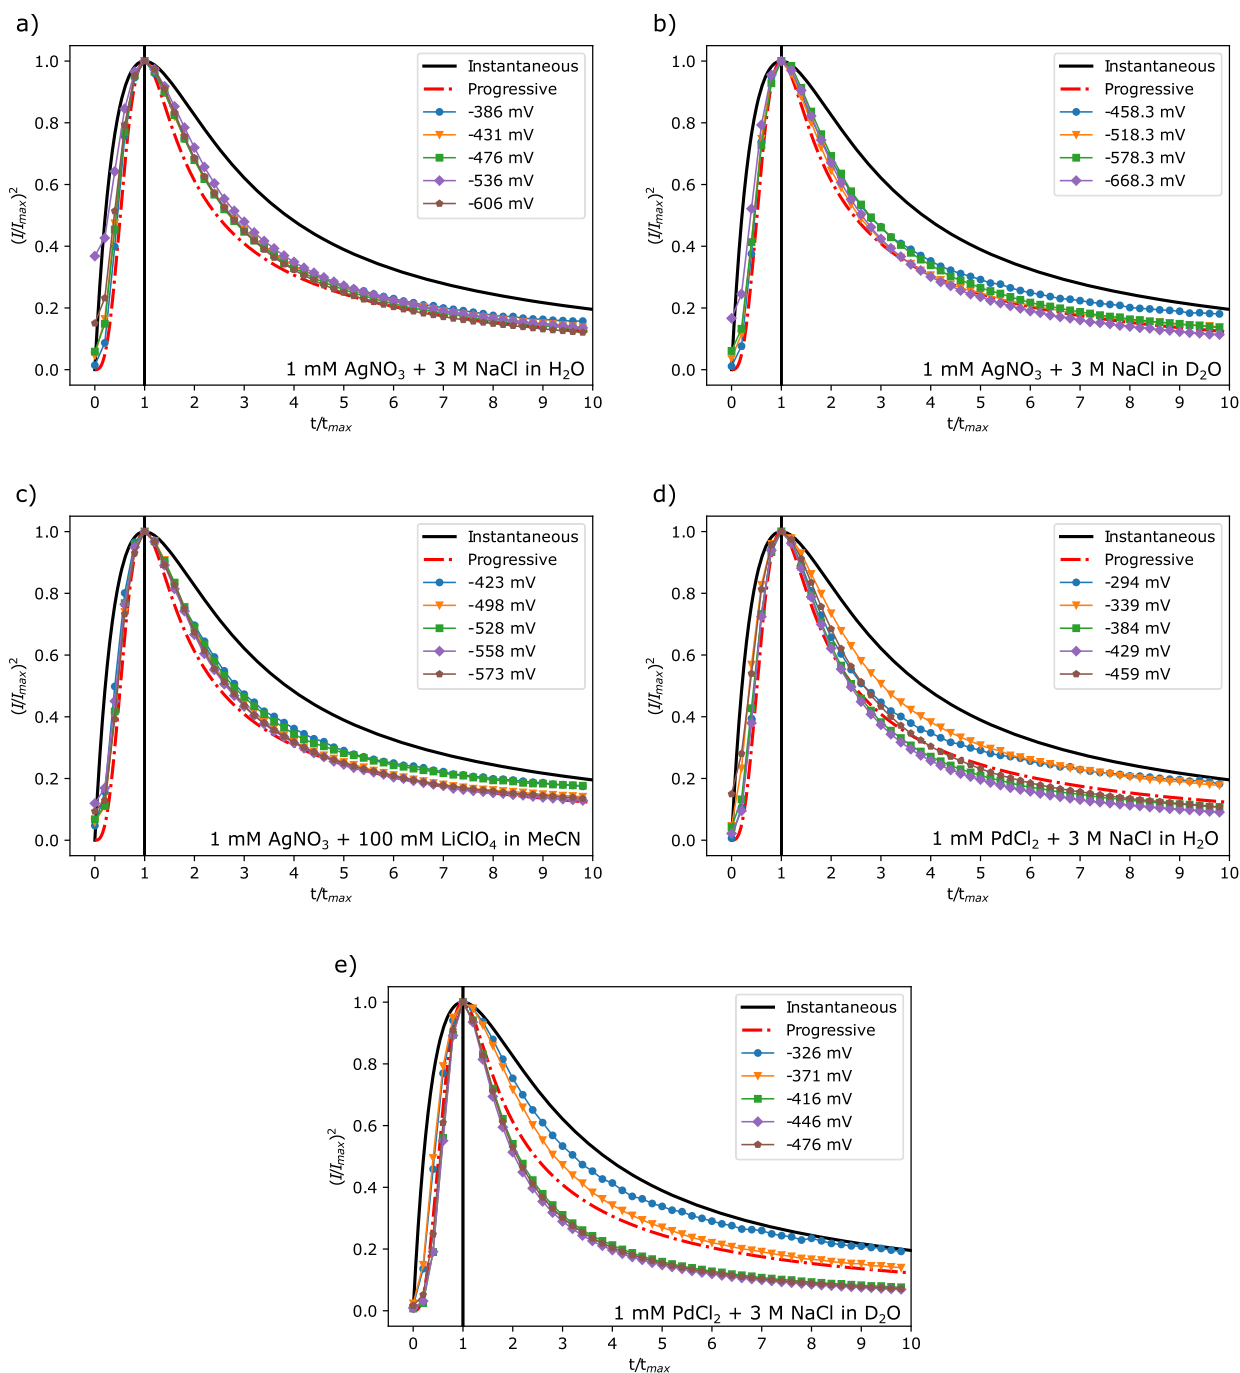 a)
(I/I_max)²
1.0
0.8
0.6
0.4
0.2
0.0
Instantaneous
Progressive
-386 mV
-431 mV
-476 mV
-536 mV
-606 mV
1 mM AgNO₃ + 3 M NaCl in H₂O
0 1 2 3 4 5 6 7 8 9 10
t/t_max
b)
(I/I_max)²
1.0
0.8
0.6
0.4
0.2
0.0
Instantaneous
Progressive
-458.3 mV
-518.3 mV
-578.3 mV
-668.3 mV
1 mM AgNO₃ + 3 M NaCl in D₂O
0 1 2 3 4 5 6 7 8 9 10
t/t_max
c)
(I/I_max)²
1.0
0.8
0.6
0.4
0.2
0.0
Instantaneous
Progressive
-423 mV
-498 mV
-528 mV
-558 mV
-573 mV
1 mM AgNO₃ + 100 mM LiClO₄ in MeCN
0 1 2 3 4 5 6 7 8 9 10
t/t_max
d)
(I/I_max)²
1.0
0.8
0.6
0.4
0.2
0.0
Instantaneous
Progressive
-294 mV
-339 mV
-384 mV
-429 mV
-459 mV
1 mM PdCl₂ + 3 M NaCl in H₂O
0 1 2 3 4 5 6 7 8 9 10
t/t_max
e)
(I/I_max)²
1.0
0.8
0.6
0.4
0.2
0.0
Instantaneous
Progressive
-326 mV
-371 mV
-416 mV
-446 mV
-476 mV
1 mM PdCl₂ + 3 M NaCl in D₂O
0 1 2 3 4 5 6 7 8 9 10
t/t_max